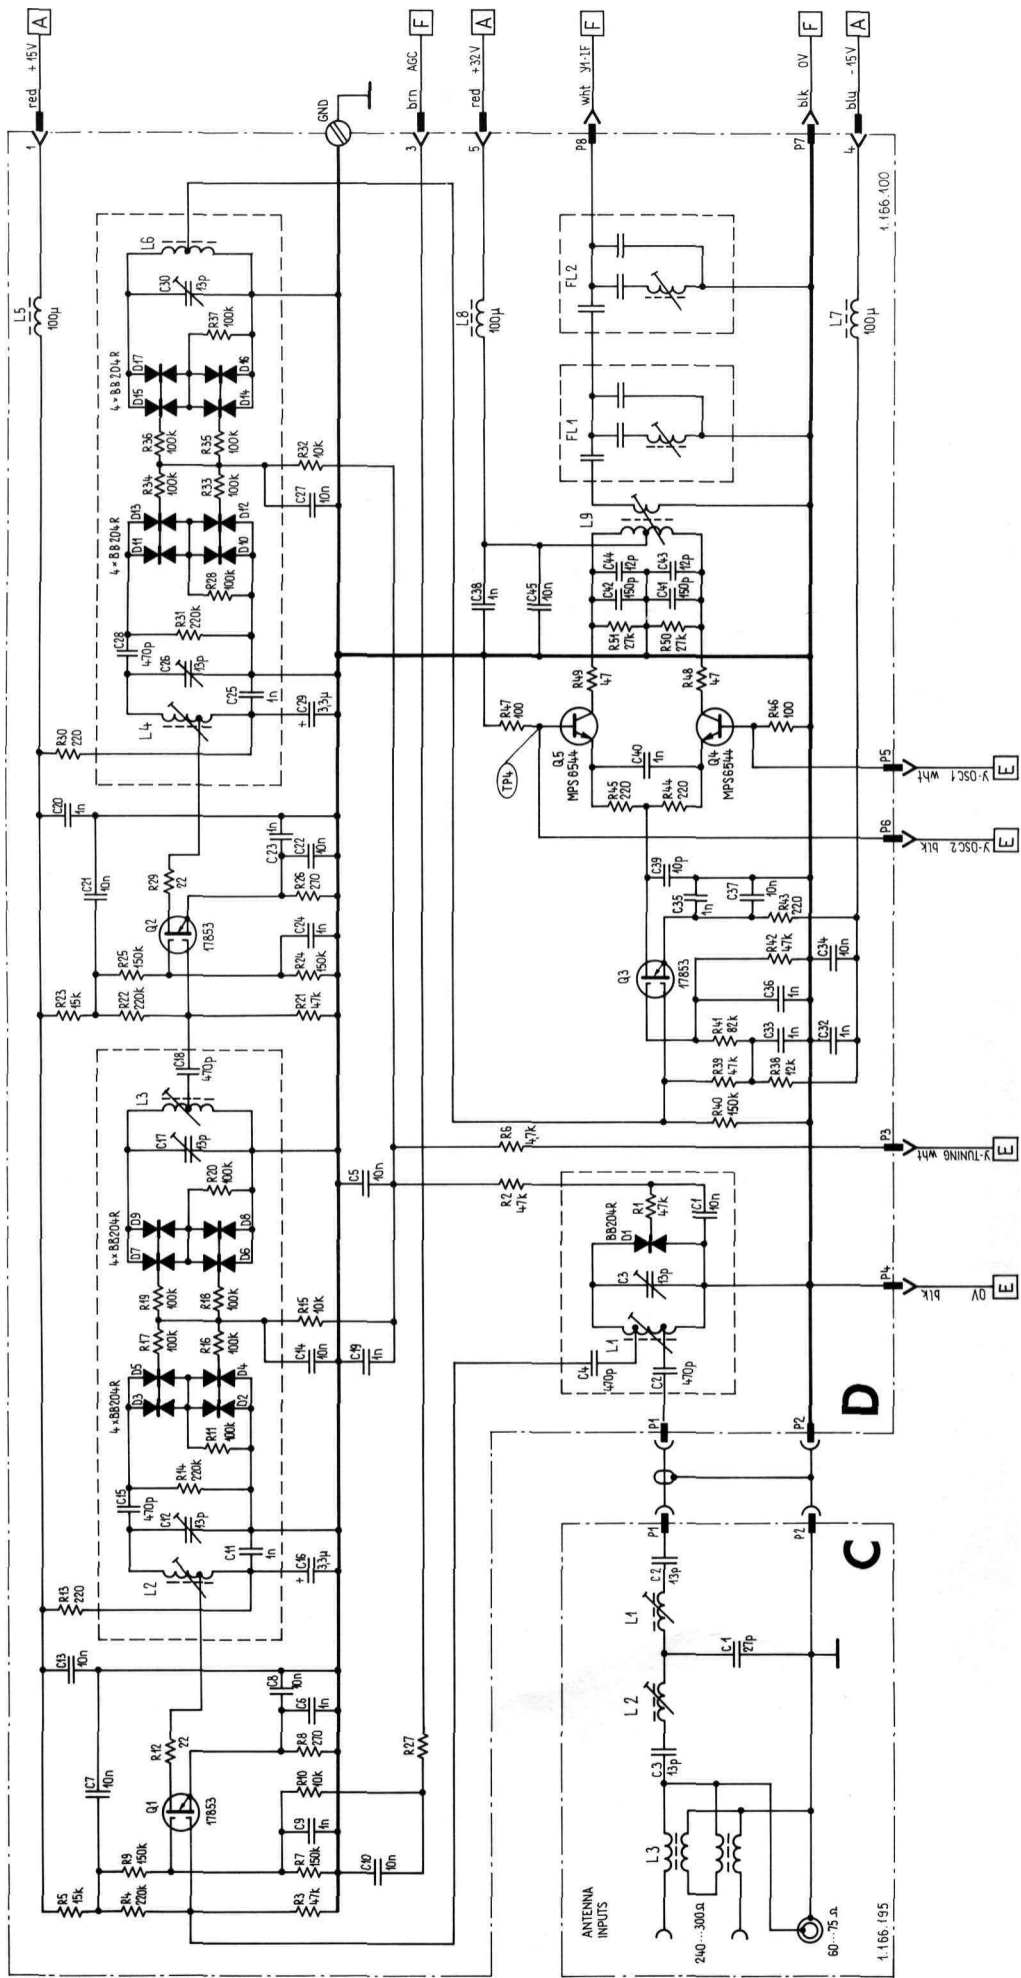 A
red +15V
1
L5
100µ
F
brn AGC
3
GND
A
red +32V
5
L8
100µ
F
wht Y1-IF
P8
F
blk 0V
P7
A
blu -15V
4
L7
100µ
1.166.100
L6
C30
13p
R37
100k
4×BB204R
D17
D15
D16
D14
R36
100k
R35
100k
R34
100k
R33
100k
R32
10k
C27
10n
4×BB204R
D13
D11
D12
D10
R28
100k
R31
220k
C28
470p
C26
13p
C25
1n
C29
+
3,3µ
L4
R30
220
C20
1n
C21
10n
C23
1n
C22
10n
R29
22
R26
270
Q2
17853
C24
1n
R25
150k
R24
150k
R23
15k
R22
220k
R21
47k
C18
470p
L3
C17
13p
R20
100k
4×BB204R
D9
D7
D8
D6
R19
100k
R18
100k
R17
100k
R16
100k
R15
10k
C14
10n
C19
1n
C5
10n
4×BB204R
D5
D3
D4
D2
R11
100k
R14
220k
C15
470p
C12
13p
C11
1n
C16
+
3,3µ
L2
R13
220
C13
10n
C7
10n
C8
10n
C6
1n
R12
22
R8
270
R10
10k
Q1
17853
C9
1n
R9
150k
R7
150k
R5
15k
R4
220k
R3
47k
C10
10n
R27
FL2
FL1
L9
C38
1n
C45
10n
C44
12p
C43
12p
C42
150p
C41
150p
R51
27k
R50
27k
R49
47
R48
47
R47
100
R46
100
TP4
Q5
MPS6544
Q4
MPS6544
C40
1n
R45
220
R44
220
P5
Y-OSC1 wht
E
P6
Y-OSC2 blk
E
C39
10p
C35
1n
C37
10n
R43
220
Q3
17853
R42
47k
C34
10n
C36
1n
R41
82k
C33
1n
C32
1n
R39
47k
R38
12k
R40
150k
R6
4,7k
P3
Y-TUNING wht
E
R2
47k
BB204R
D1
R1
47k
C1
10n
C3
13p
L1
C4
470p
C2
470p
P4
0V blk
E
D
P1
P2
P1
P2
C
C2
13p
L1
C1
27p
L2
C3
13p
L3
ANTENNA
INPUTS
240...300Ω
60...75Ω
1.166.195